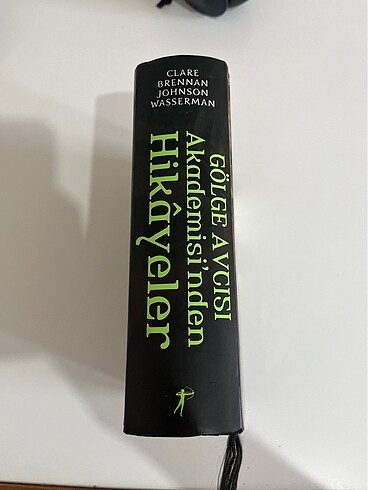 CLARE
BRENNAN
JOHNSON
WASSERMAN
GÖLGE AVCISI
Akademisi'nden
Hikâyeler